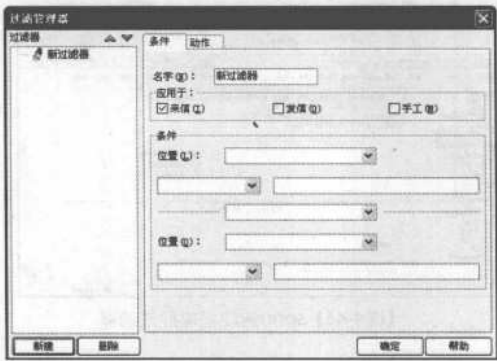 过滤管理器
过滤器
新过滤器
条件 动作
名字(N)： 新过滤器
应用于：
来信(I) 发信(O) 手工(M)
条件
位置(L)：
位置(O)：
新建 删除 确定 帮助